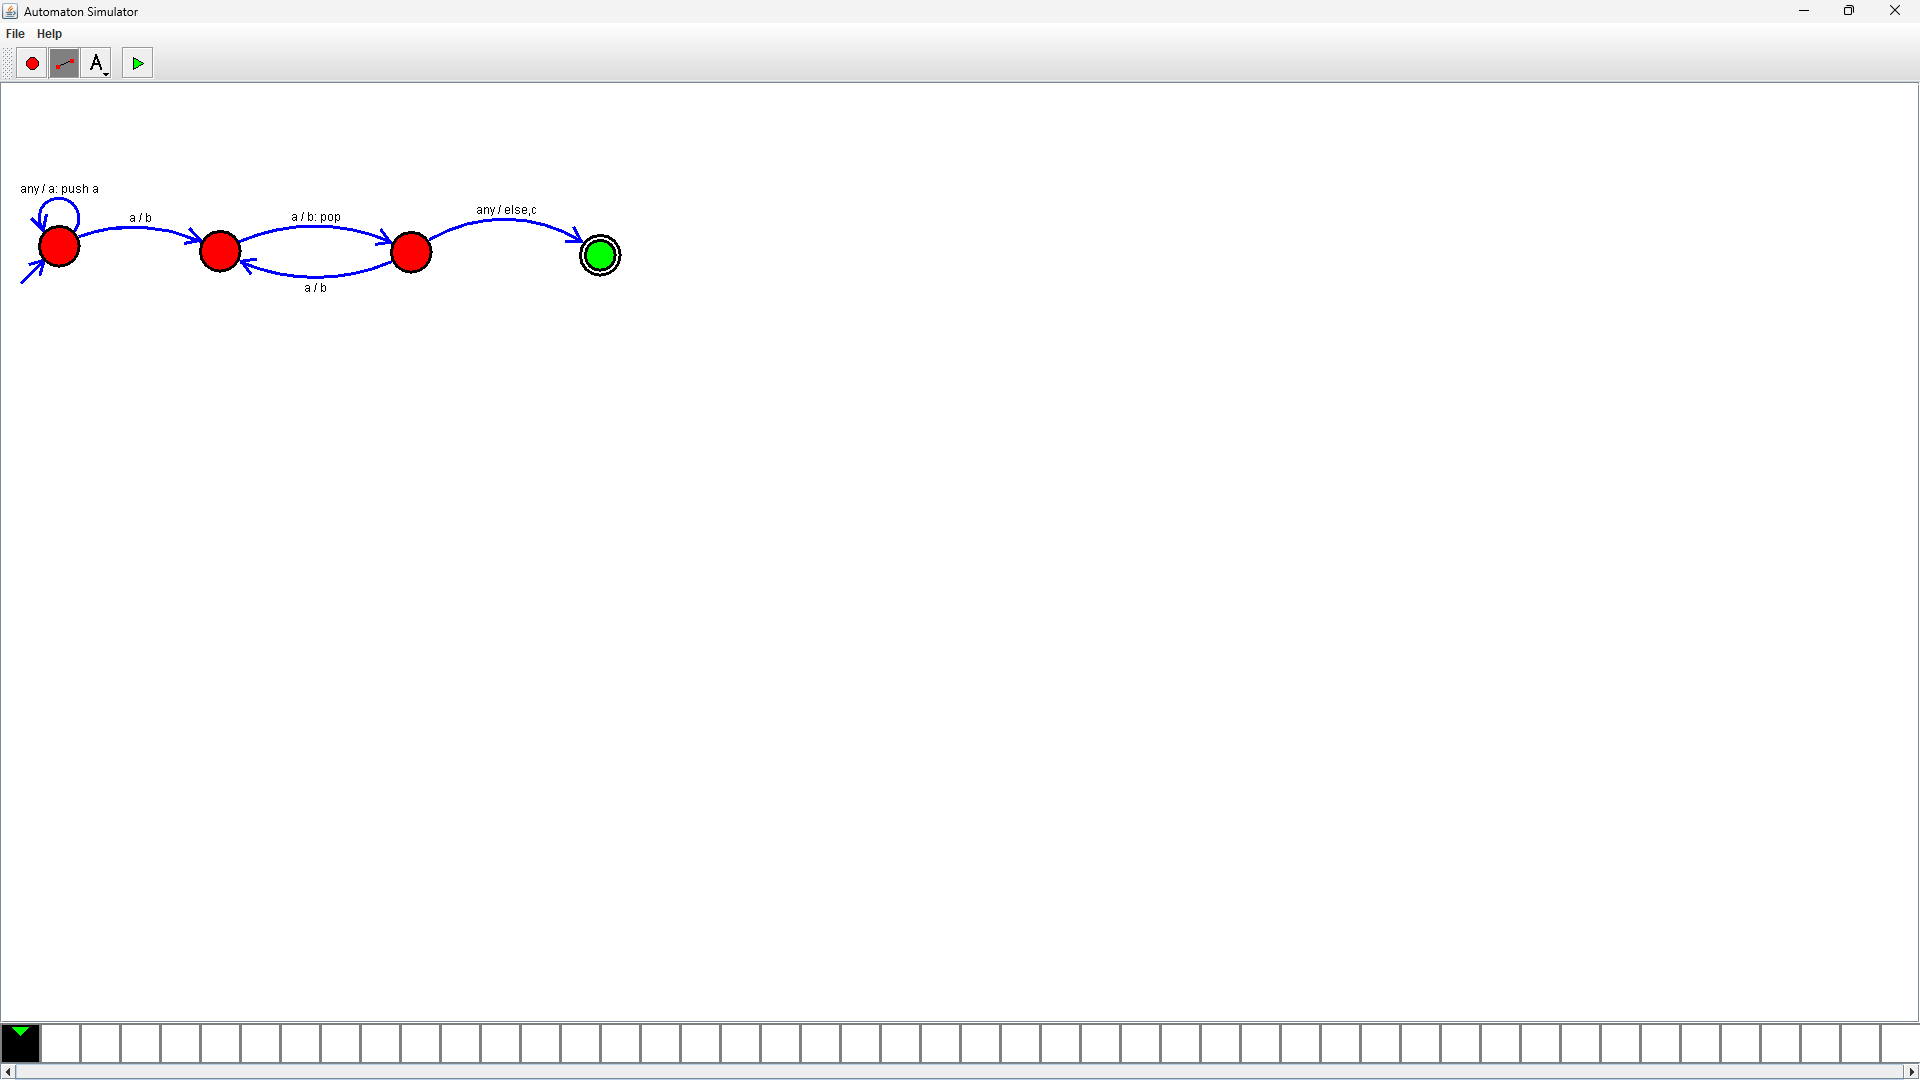 Automaton Simulator
File Help
A
any / a: push a
a / b
a / b: pop
any / else,c
a / b